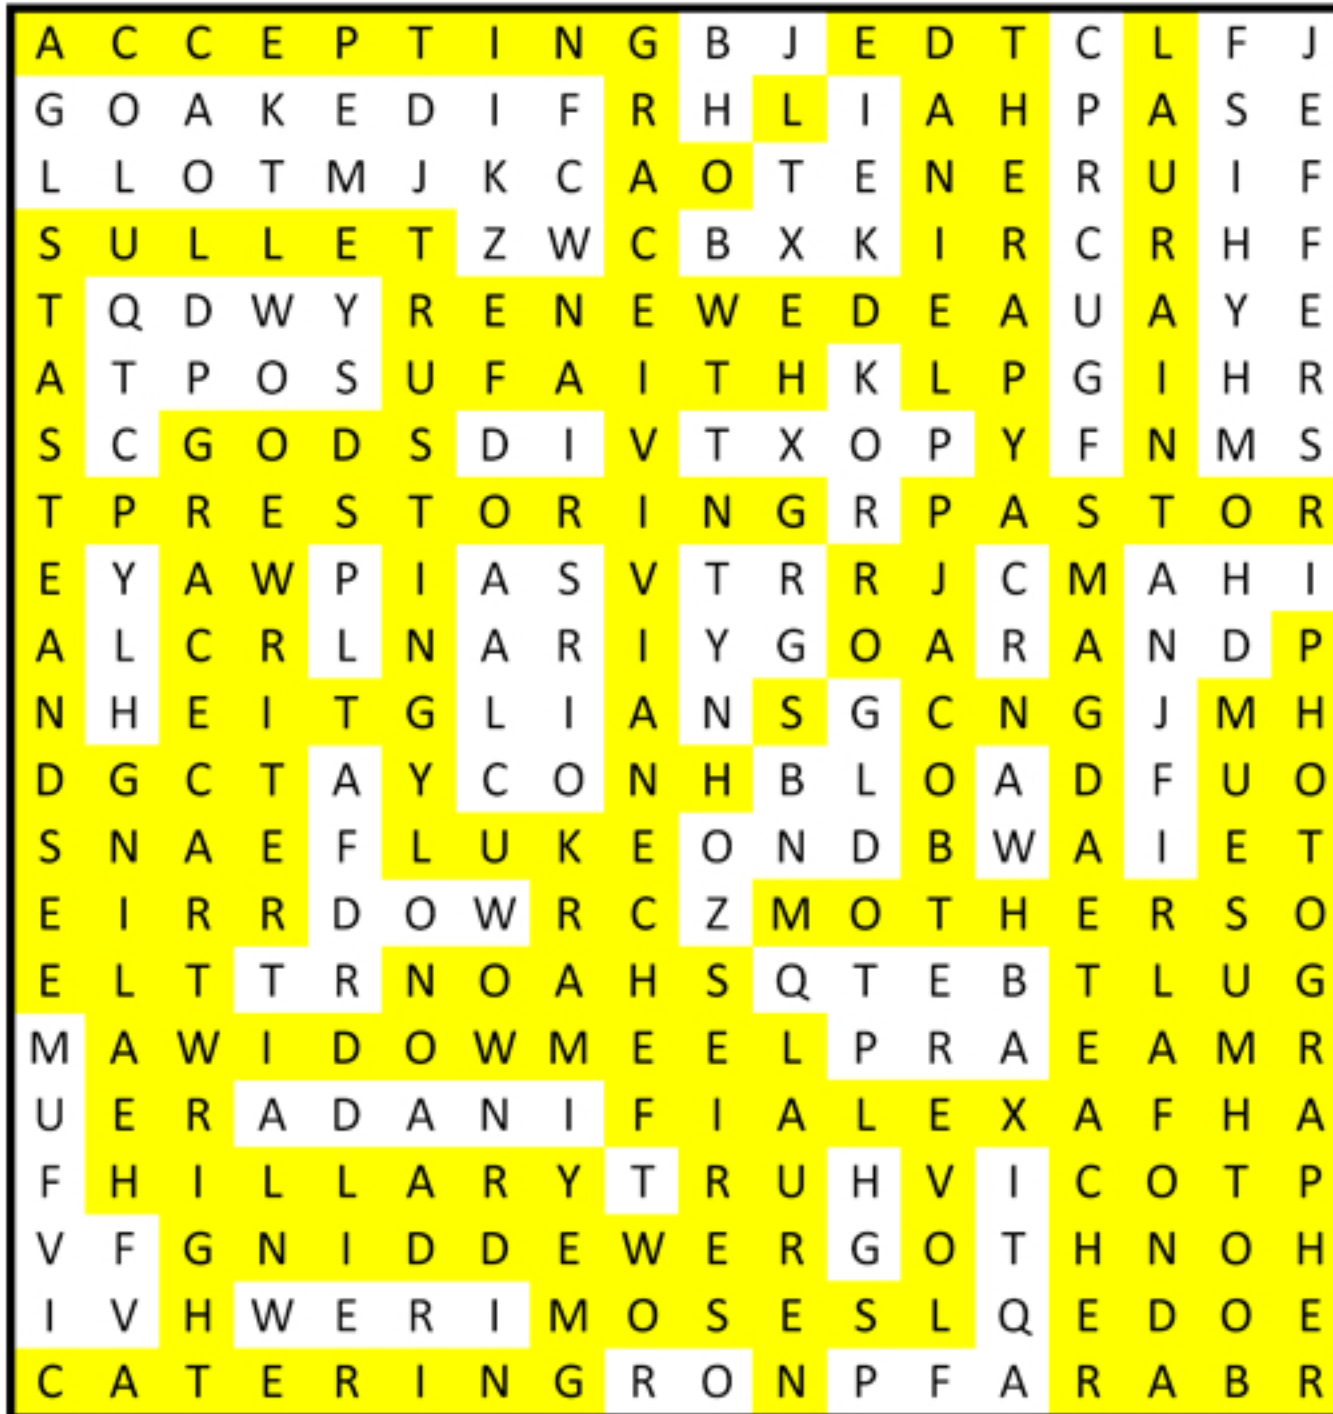 A C C E P T I N G B J E D T C L F J
G O A K E D I F R H L I A H P A S E
L L O T M J K C A O T E N E R U I F
S U L L E T Z W C B X K I R C R H F
T Q D W Y R E N E W E D E A U A Y E
A T P O S U F A I T H K L P G I H R
S C G O D S D I V T X O P Y F N M S
T P R E S T O R I N G R P A S T O R
E Y A W P I A S V T R R J C M A H I
A L C R L N A R I Y G O A R A N D P
N H E I T G L I A N S G C N G J M H
D G C T A Y C O N H B L O A D F U O
S N A E F L U K E O N D B W A I E T
E I R R D O W R C Z M O T H E R S O
E L T T R N O A H S Q T E B T L U G
M A W I D O W M E E L P R A E A M R
U E R A D A N I F I A L E X A F H A
F H I L L A R Y T R U H V I C O T P
V F G N I D D E W E R G O T H N O H
I V H W E R I M O S E S L Q E D O E
C A T E R I N G R O N P F A R A B R